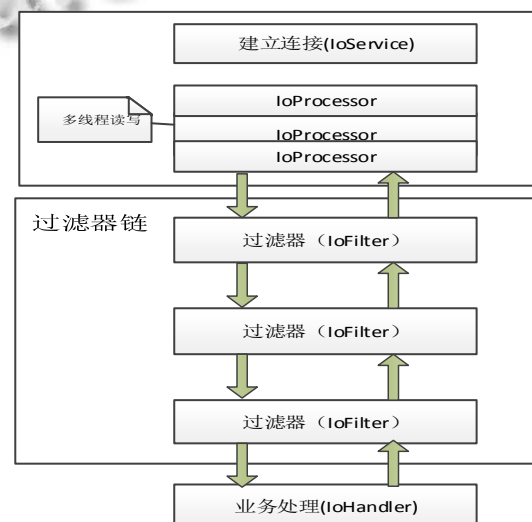 建立连接(IoService)
IoProcessor
多线程读写
IoProcessor
IoProcessor
过滤器链
过滤器（IoFilter）
过滤器（IoFilter）
过滤器（IoFilter）
业务处理(IoHandler)